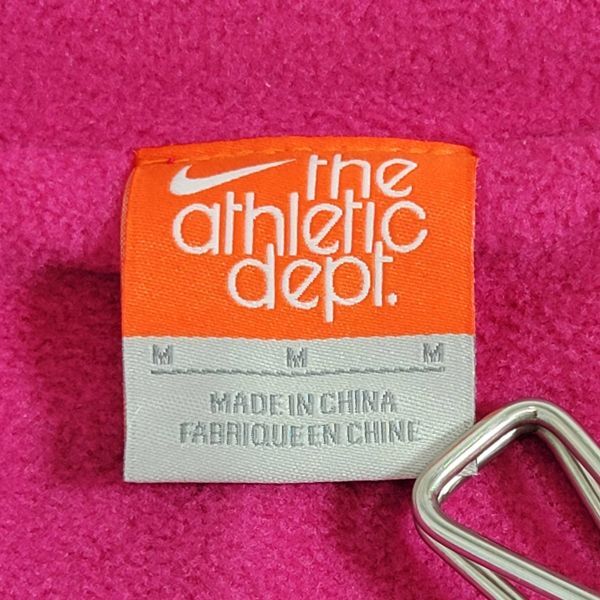 the
athletic
dept.
M M M
MADE IN CHINA
FABRIQUE EN CHINE